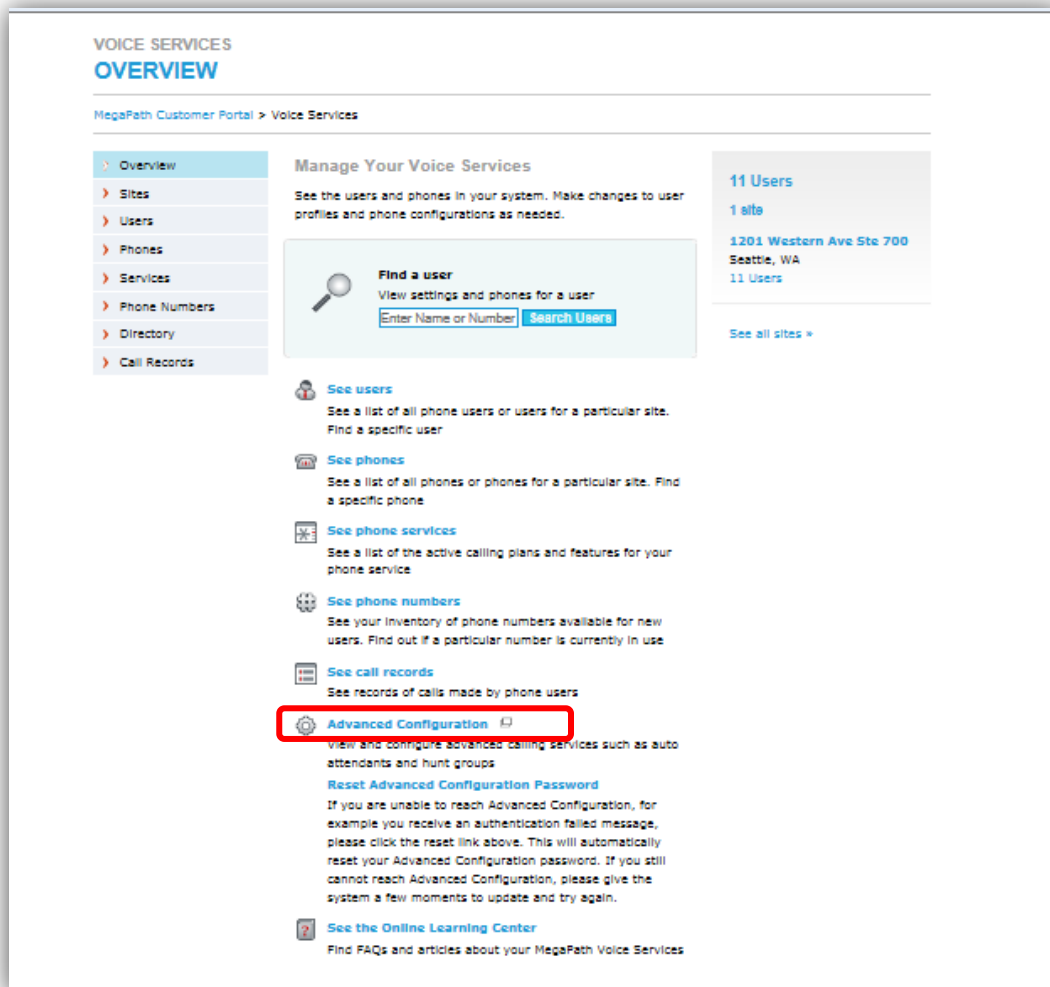 VOICE SERVICES
OVERVIEW
MegaPath Customer Portal > Voice Services
Overview
Sites
Users
Phones
Services
Phone Numbers
Directory
Call Records
Manage Your Voice Services
See the users and phones in your system. Make changes to user
profiles and phone configurations as needed.
Find a user
View settings and phones for a user
Enter Name or Number Search Users
See users
See a list of all phone users or users for a particular site.
Find a specific user
See phones
See a list of all phones or phones for a particular site. Find
a specific phone
See phone services
See a list of the active calling plans and features for your
phone service
See phone numbers
See your inventory of phone numbers available for new
users. Find out if a particular number is currently in use
See call records
See records of calls made by phone users
Advanced Configuration
View and configure advanced calling services such as auto
attendants and hunt groups
Reset Advanced Configuration Password
If you are unable to reach Advanced Configuration, for
example you receive an authentication failed message,
please click the reset link above. This will automatically
reset your Advanced Configuration password. If you still
cannot reach Advanced Configuration, please give the
system a few moments to update and try again.
See the Online Learning Center
Find FAQs and articles about your MegaPath Voice Services
11 Users
1 site
1201 Western Ave Ste 700
Seattle, WA
11 Users
See all sites »